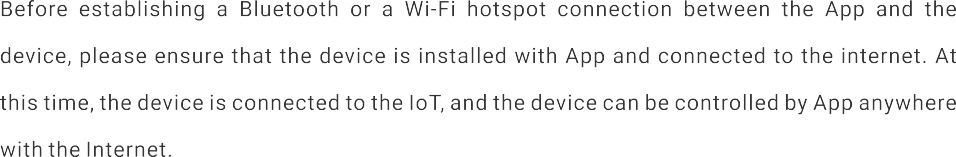 Before establishing a Bluetooth or a Wi-Fi hotspot connection between the App and the
device, please ensure that the device is installed with App and connected to the internet. At
this time, the device is connected to the IoT, and the device can be controlled by App anywhere
with the Internet.